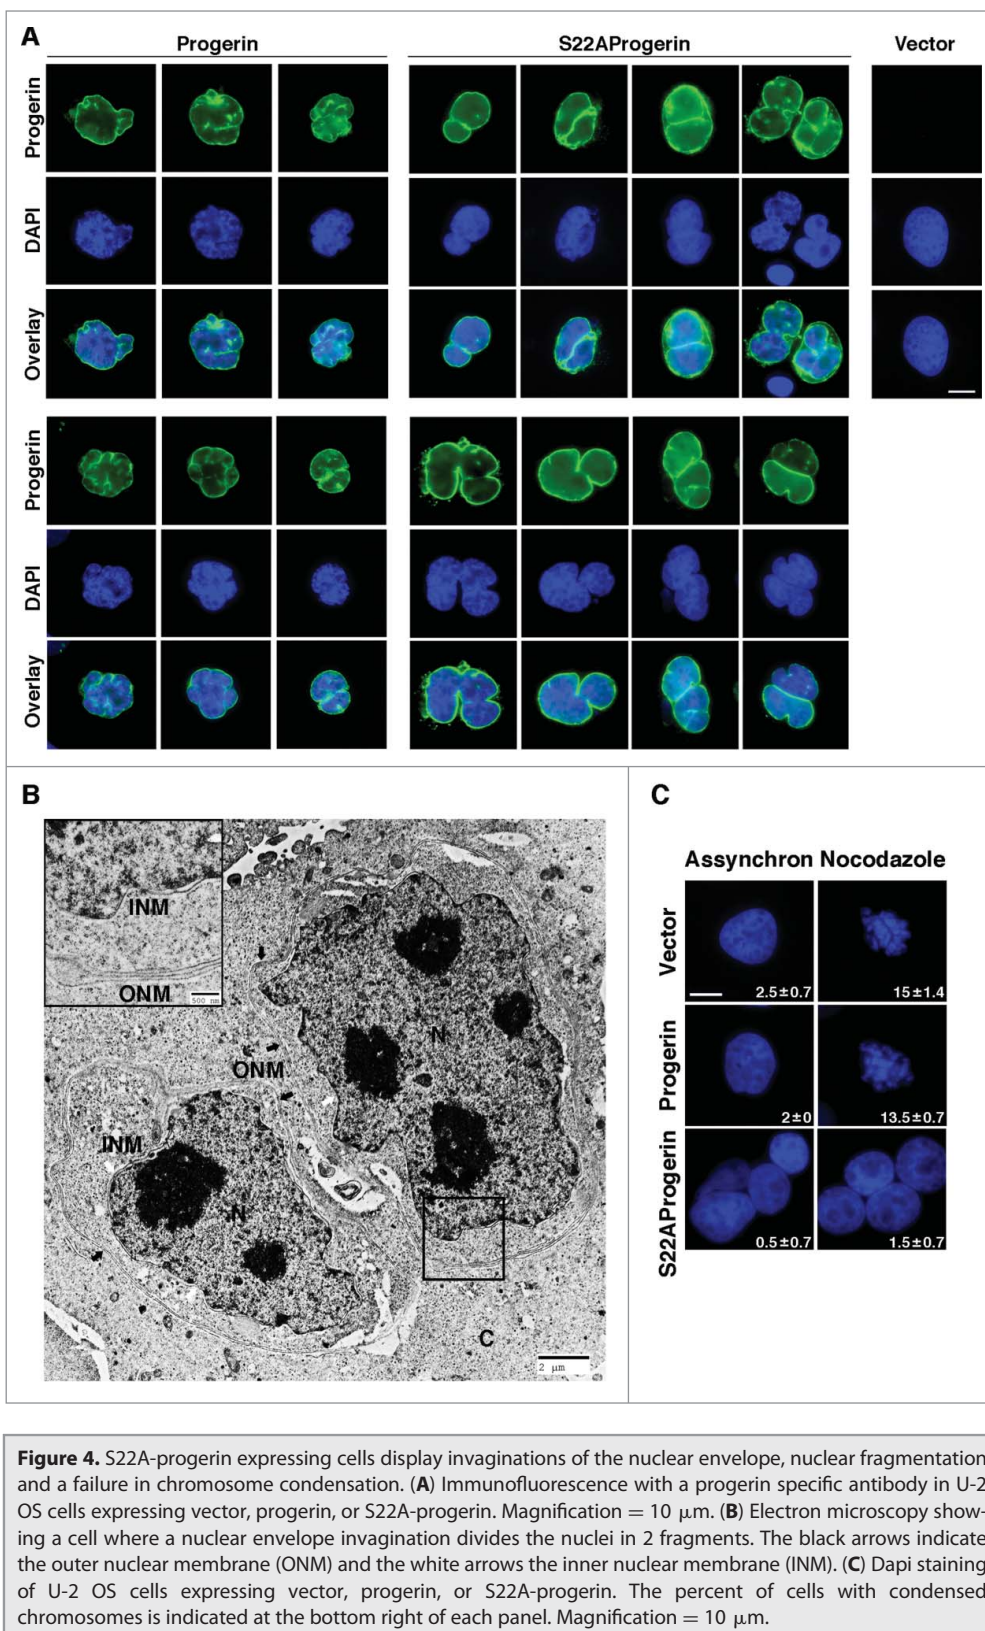 A
Progerin
S22AProgerin
Vector
Progerin
DAPI
Overlay
Progerin
DAPI
Overlay
B
INM
ONM
500 nm
N
ONM
INM
N
C
2 μm
C
Assynchron Nocodazole
Vector
2.5±0.7
15±1.4
Progerin
2±0
13.5±0.7
S22AProgerin
0.5±0.7
1.5±0.7
Figure 4. S22A-progerin expressing cells display invaginations of the nuclear envelope, nuclear fragmentation
and a failure in chromosome condensation. (A) Immunofluorescence with a progerin specific antibody in U-2
OS cells expressing vector, progerin, or S22A-progerin. Magnification = 10 μm. (B) Electron microscopy show-
ing a cell where a nuclear envelope invagination divides the nuclei in 2 fragments. The black arrows indicate
the outer nuclear membrane (ONM) and the white arrows the inner nuclear membrane (INM). (C) Dapi staining
of U-2 OS cells expressing vector, progerin, or S22A-progerin. The percent of cells with condensed
chromosomes is indicated at the bottom right of each panel. Magnification = 10 μm.